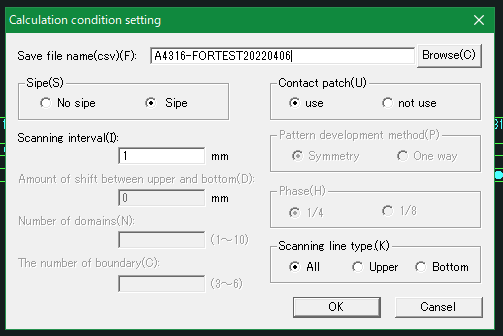 Calculation condition setting
Save file name(csv)(F): A4316-FORTEST20220406 Browse(C)
Sipe(S)
No sipe Sipe
Contact patch(U)
use not use
Scanning interval(I):
1 mm
Pattern development method(P)
Symmetry One way
Amount of shift between upper and bottom(D):
0 mm
Phase(H)
1/4 1/8
Number of domains(N):
(1～10)
Scanning line type.(K)
All Upper Bottom
The number of boundary(C):
(3～6)
OK Cansel